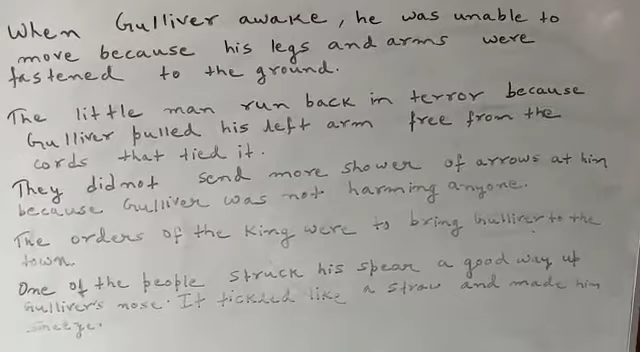 When Gulliver awake, he was unable to
move because his legs and arms were
fastened to the ground.
The little man run back in terror because
Gulliver pulled his left arm free from the
cords that tied it.
They didnot send more shower of arrows at him
because Gulliver was not harming anyone.
The orders of the King were to bring Gulliver to the
town.
One of the people struck his spear a good way up
Gulliver's nose. It tickled like a straw and made him
sneeze.